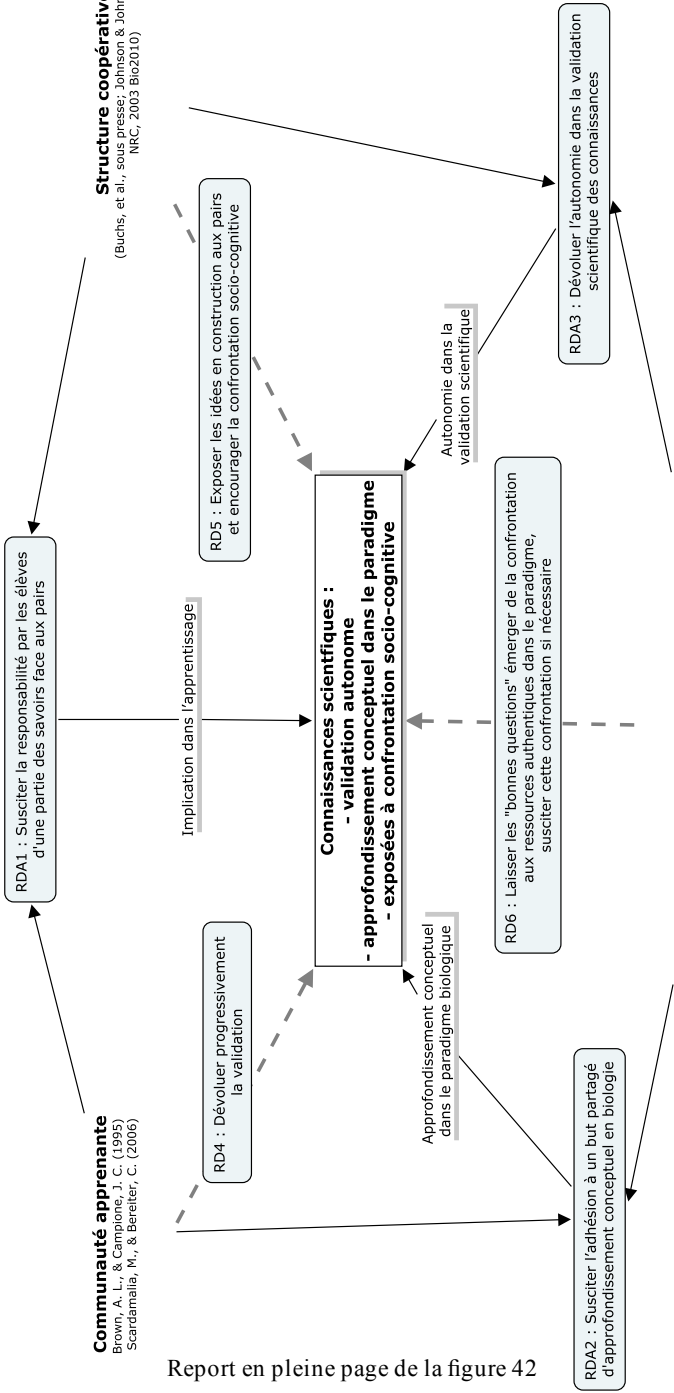 Communauté apprenante
Brown, A. L., & Campione, J. C. (1995)
Scardamalia, M., & Bereiter, C. (2006)
RDA1 : Susciter la responsabilité par les élèves
d'une partie des savoirs face aux pairs
Structure coopérative
(Buchs, et al., sous presse; Johnson &
NRC, 2003 Bio2010)
RD4 : Dévoluer progressivement
la validation
Implication dans l'apprentissage
RD5 : Exposer les idées en construction aux pairs
et encourager la confrontation socio-cognitive
Connaissances scientfiques :
- validation autonome
- approfondissement conceptuel dans le paradigme
- exposées à confrontation socio-cognitive
Approfondissement conceptuel
dans le paradigme biologique
Autonomie dans la
validation scientifique
RD6 : Laisser les "bonnes questions" émerger de la confrontation
aux ressources authentiques dans le paradigme,
susciter cette confrontation si nécessaire
RDA2 : Susciter l'adhésion à un but partagé
d'approfondissement conceptuel en biologie
RDA3 : Dévoluer l'autonomie dans la validation
scientifique des connaissances
Report en pleine page de la figure 42